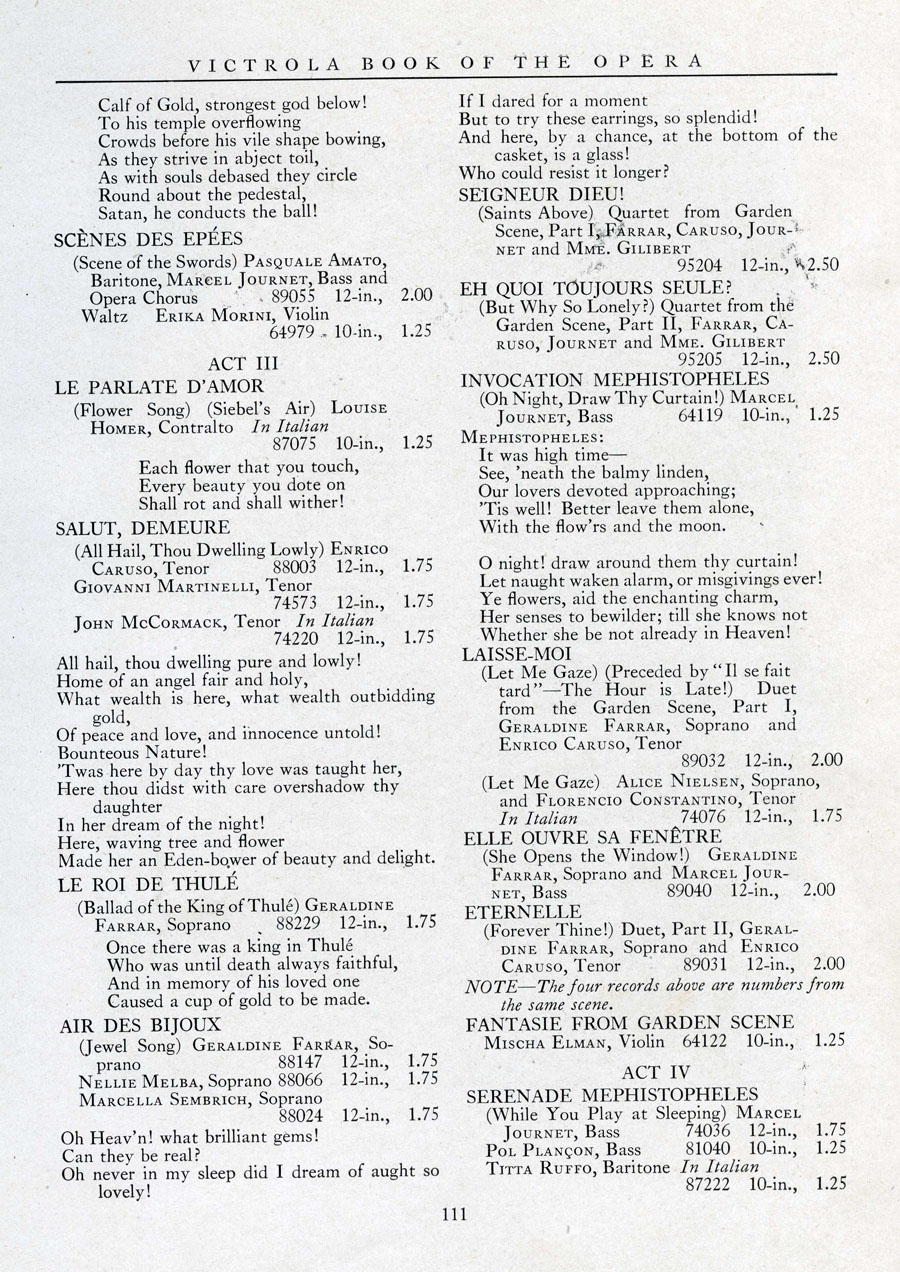 VICTROLA BOOK OF THE OPERA
Calf of Gold, strongest god below!
To his temple overflowing
Crowds before his vile shape bowing,
As they strive in abject toil,
As with souls debased they circle
Round about the pedestal,
Satan, he conducts the ball!
SCÈNES DES EPÉES
(Scene of the Swords) PASQUALE AMATO,
Baritone, MARCEL JOURNET, Bass and
Opera Chorus 89055 12-in., 2.00
Waltz ERIKA MORINI, Violin
64979 10-in., 1.25
ACT III
LE PARLATE D'AMOR
(Flower Song) (Siebel's Air) LOUISE
HOMER, Contralto In Italian
87075 10-in., 1.25
Each flower that you touch,
Every beauty you dote on
Shall rot and shall wither!
SALUT, DEMEURE
(All Hail, Thou Dwelling Lowly) ENRICO
CARUSO, Tenor 88003 12-in., 1.75
GIOVANNI MARTINELLI, Tenor
74573 12-in., 1.75
JOHN MCCORMACK, Tenor In Italian
74220 12-in., 1.75
All hail, thou dwelling pure and lowly!
Home of an angel fair and holy,
What wealth is here, what wealth outbidding
gold,
Of peace and love, and innocence untold!
Bounteous Nature!
'Twas here by day thy love was taught her,
Here thou didst with care overshadow thy
daughter
In her dream of the night!
Here, waving tree and flower
Made her an Eden-bower of beauty and delight.
LE ROI DE THULÉ
(Ballad of the King of Thulé) GERALDINE
FARRAR, Soprano 88229 12-in., 1.75
Once there was a king in Thulé
Who was until death always faithful,
And in memory of his loved one
Caused a cup of gold to be made.
AIR DES BIJOUX
(Jewel Song) GERALDINE FARRAR, So-
prano 88147 12-in., 1.75
NELLIE MELBA, Soprano 88066 12-in., 1.75
MARCELLA SEMBRICH, Soprano
88024 12-in., 1.75
Oh Heav'n! what brilliant gems!
Can they be real?
Oh never in my sleep did I dream of aught so
lovely!
If I dared for a moment
But to try these earrings, so splendid!
And here, by a chance, at the bottom of the
casket, is a glass!
Who could resist it longer?
SEIGNEUR DIEU!
(Saints Above) Quartet from Garden
Scene, Part I, FARRAR, CARUSO, JOUR-
NET and MME. GILIBERT
95204 12-in., 2.50
EH QUOI TOUJOURS SEULE?
(But Why So Lonely?) Quartet from the
Garden Scene, Part II, FARRAR, CA-
RUSO, JOURNET and MME. GILIBERT
95205 12-in., 2.50
INVOCATION MEPHISTOPHELES
(Oh Night, Draw Thy Curtain!) MARCEL
JOURNET, Bass 64119 10-in., 1.25
MEPHISTOPHELES:
It was high time—
See, 'neath the balmy linden,
Our lovers devoted approaching;
'Tis well! Better leave them alone,
With the flow'rs and the moon.
O night! draw around them thy curtain!
Let naught waken alarm, or misgivings ever!
Ye flowers, aid the enchanting charm,
Her senses to bewilder; till she knows not
Whether she be not already in Heaven!
LAISSE-MOI
(Let Me Gaze) (Preceded by "Il se fait
tard"—The Hour is Late!) Duet
from the Garden Scene, Part I,
GERALDINE FARRAR, Soprano and
ENRICO CARUSO, Tenor
89032 12-in., 2.00
(Let Me Gaze) ALICE NIELSEN, Soprano,
and FLORENCIO CONSTANTINO, Tenor
In Italian 74076 12-in., 1.75
ELLE OUVRE SA FENÊTRE
(She Opens the Window!) GERALDINE
FARRAR, Soprano and MARCEL JOUR-
NET, Bass 89040 12-in., 2.00
ETERNELLE
(Forever Thine!) Duet, Part II, GERAL-
DINE FARRAR, Soprano and ENRICO
CARUSO, Tenor 89031 12-in., 2.00
NOTE—The four records above are numbers from
the same scene.
FANTASIE FROM GARDEN SCENE
MISCHA ELMAN, Violin 64122 10-in., 1.25
ACT IV
SERENADE MEPHISTOPHELES
(While You Play at Sleeping) MARCEL
JOURNET, Bass 74036 12-in., 1.75
POL PLANÇON, Bass 81040 10-in., 1.25
TITTA RUFFO, Baritone In Italian
87222 10-in., 1.25
111